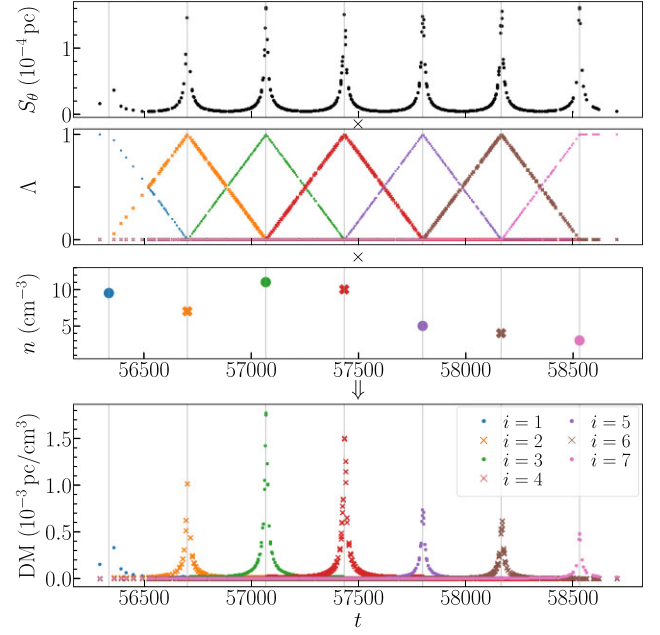 S_θ (10⁻⁴ pc)
1
0
×
Λ
1
0
×
n (cm⁻³)
10
5
56500 57000 57500 58000 58500
⇓
DM (10⁻³ pc/cm³)
1.5
1.0
0.5
0.0
i = 1 i = 5
i = 2 i = 6
i = 3 i = 7
i = 4
56500 57000 57500 58000 58500
t